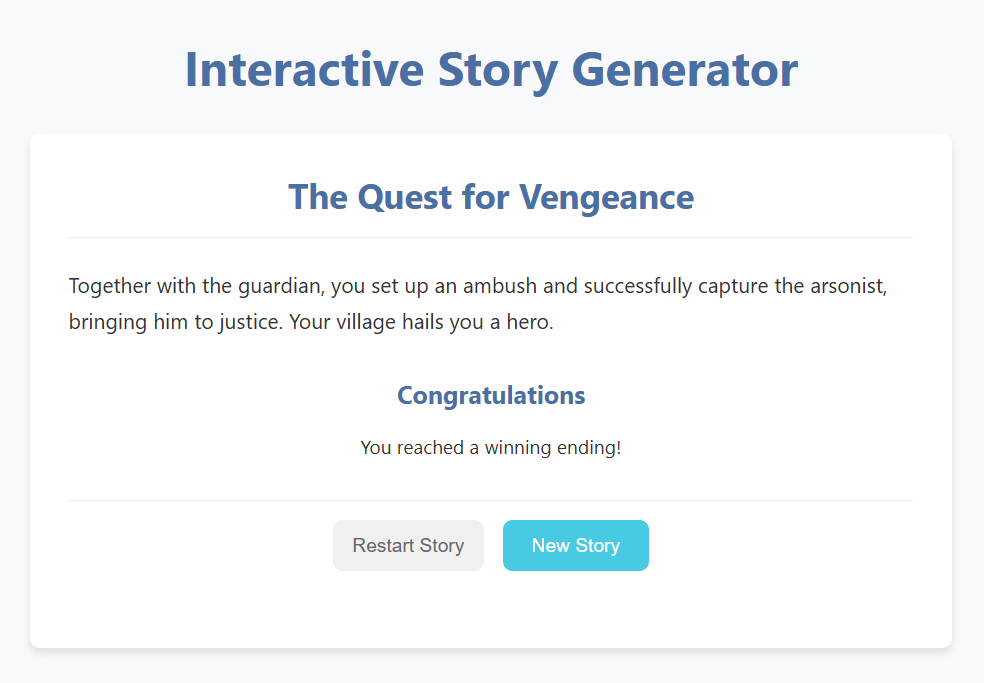 Interactive Story Generator
The Quest for Vengeance
Together with the guardian, you set up an ambush and successfully capture the arsonist,
bringing him to justice. Your village hails you a hero.
Congratulations
You reached a winning ending!
Restart Story
New Story